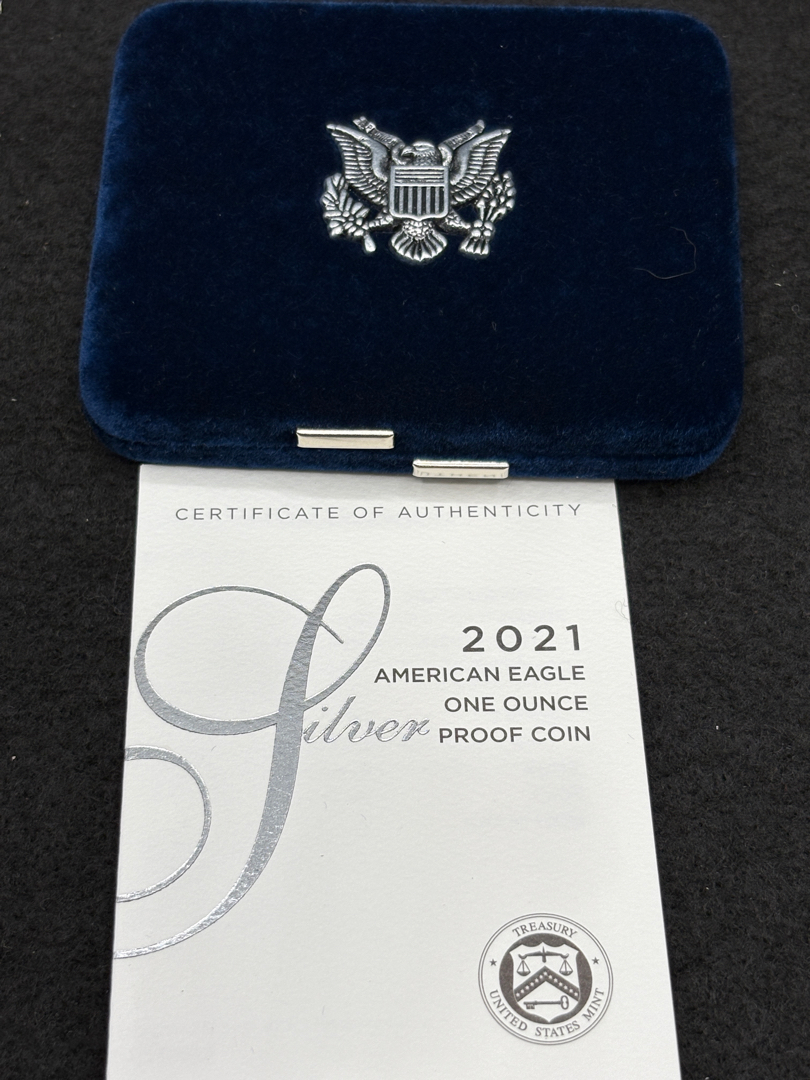 CERTIFICATE OF AUTHENTICITY
2021
AMERICAN EAGLE
ONE OUNCE
Silver PROOF COIN
TREASURY
UNITED STATES MINT